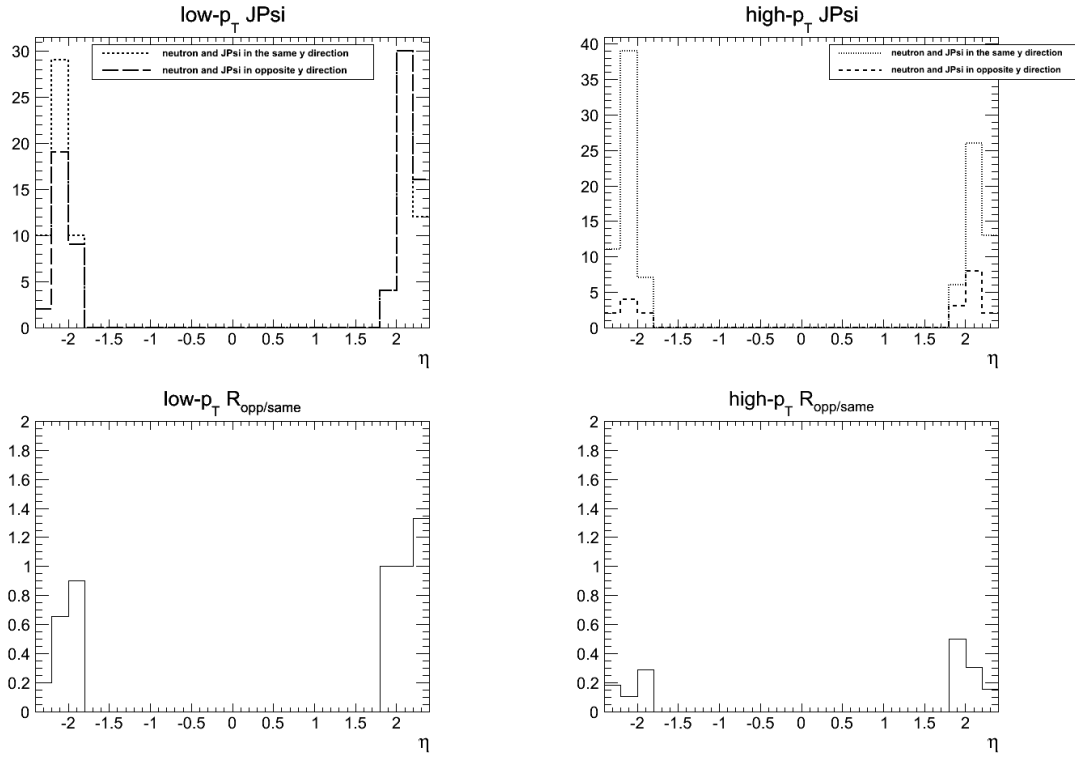 low-pT JPsi
neutron and JPsi in the same y direction
neutron and JPsi in opposite y direction
30
25
20
15
10
5
0
-2 -1.5 -1 -0.5 0 0.5 1 1.5 2
η
high-pT JPsi
neutron and JPsi in the same y direction
neutron and JPsi in opposite y direction
40
35
30
25
20
15
10
5
0
-2 -1.5 -1 -0.5 0 0.5 1 1.5 2
η
low-pT Ropp/same
2
1.8
1.6
1.4
1.2
1
0.8
0.6
0.4
0.2
0
-2 -1.5 -1 -0.5 0 0.5 1 1.5 2
η
high-pT Ropp/same
2
1.8
1.6
1.4
1.2
1
0.8
0.6
0.4
0.2
0
-2 -1.5 -1 -0.5 0 0.5 1 1.5 2
η